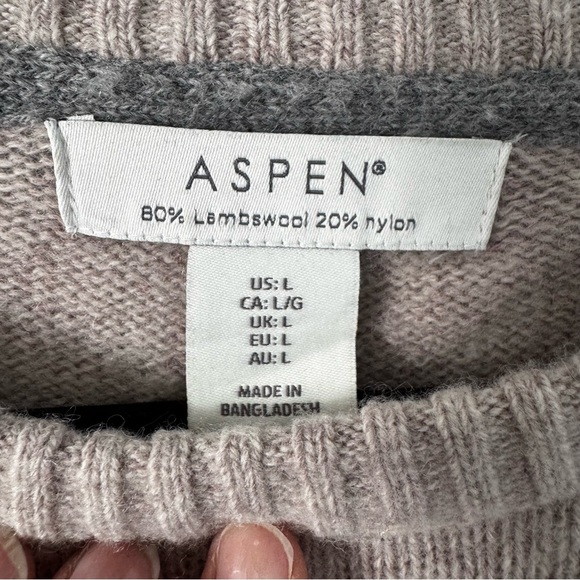 ASPEN®
80% Lambswool 20% nylon
US: L
CA: L/G
UK: L
EU: L
AU: L
MADE IN
BANGLADESH